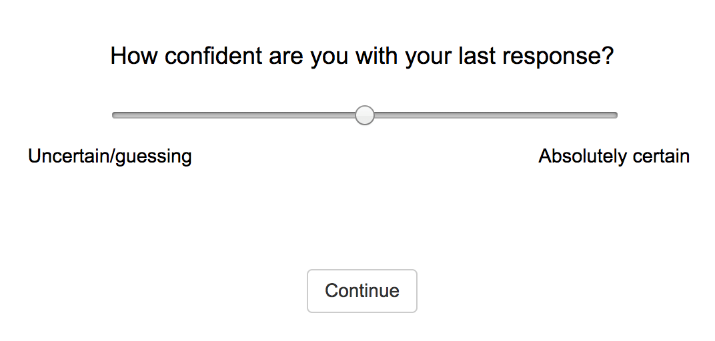 How confident are you with your last response?
Uncertain/guessing
Absolutely certain
Continue